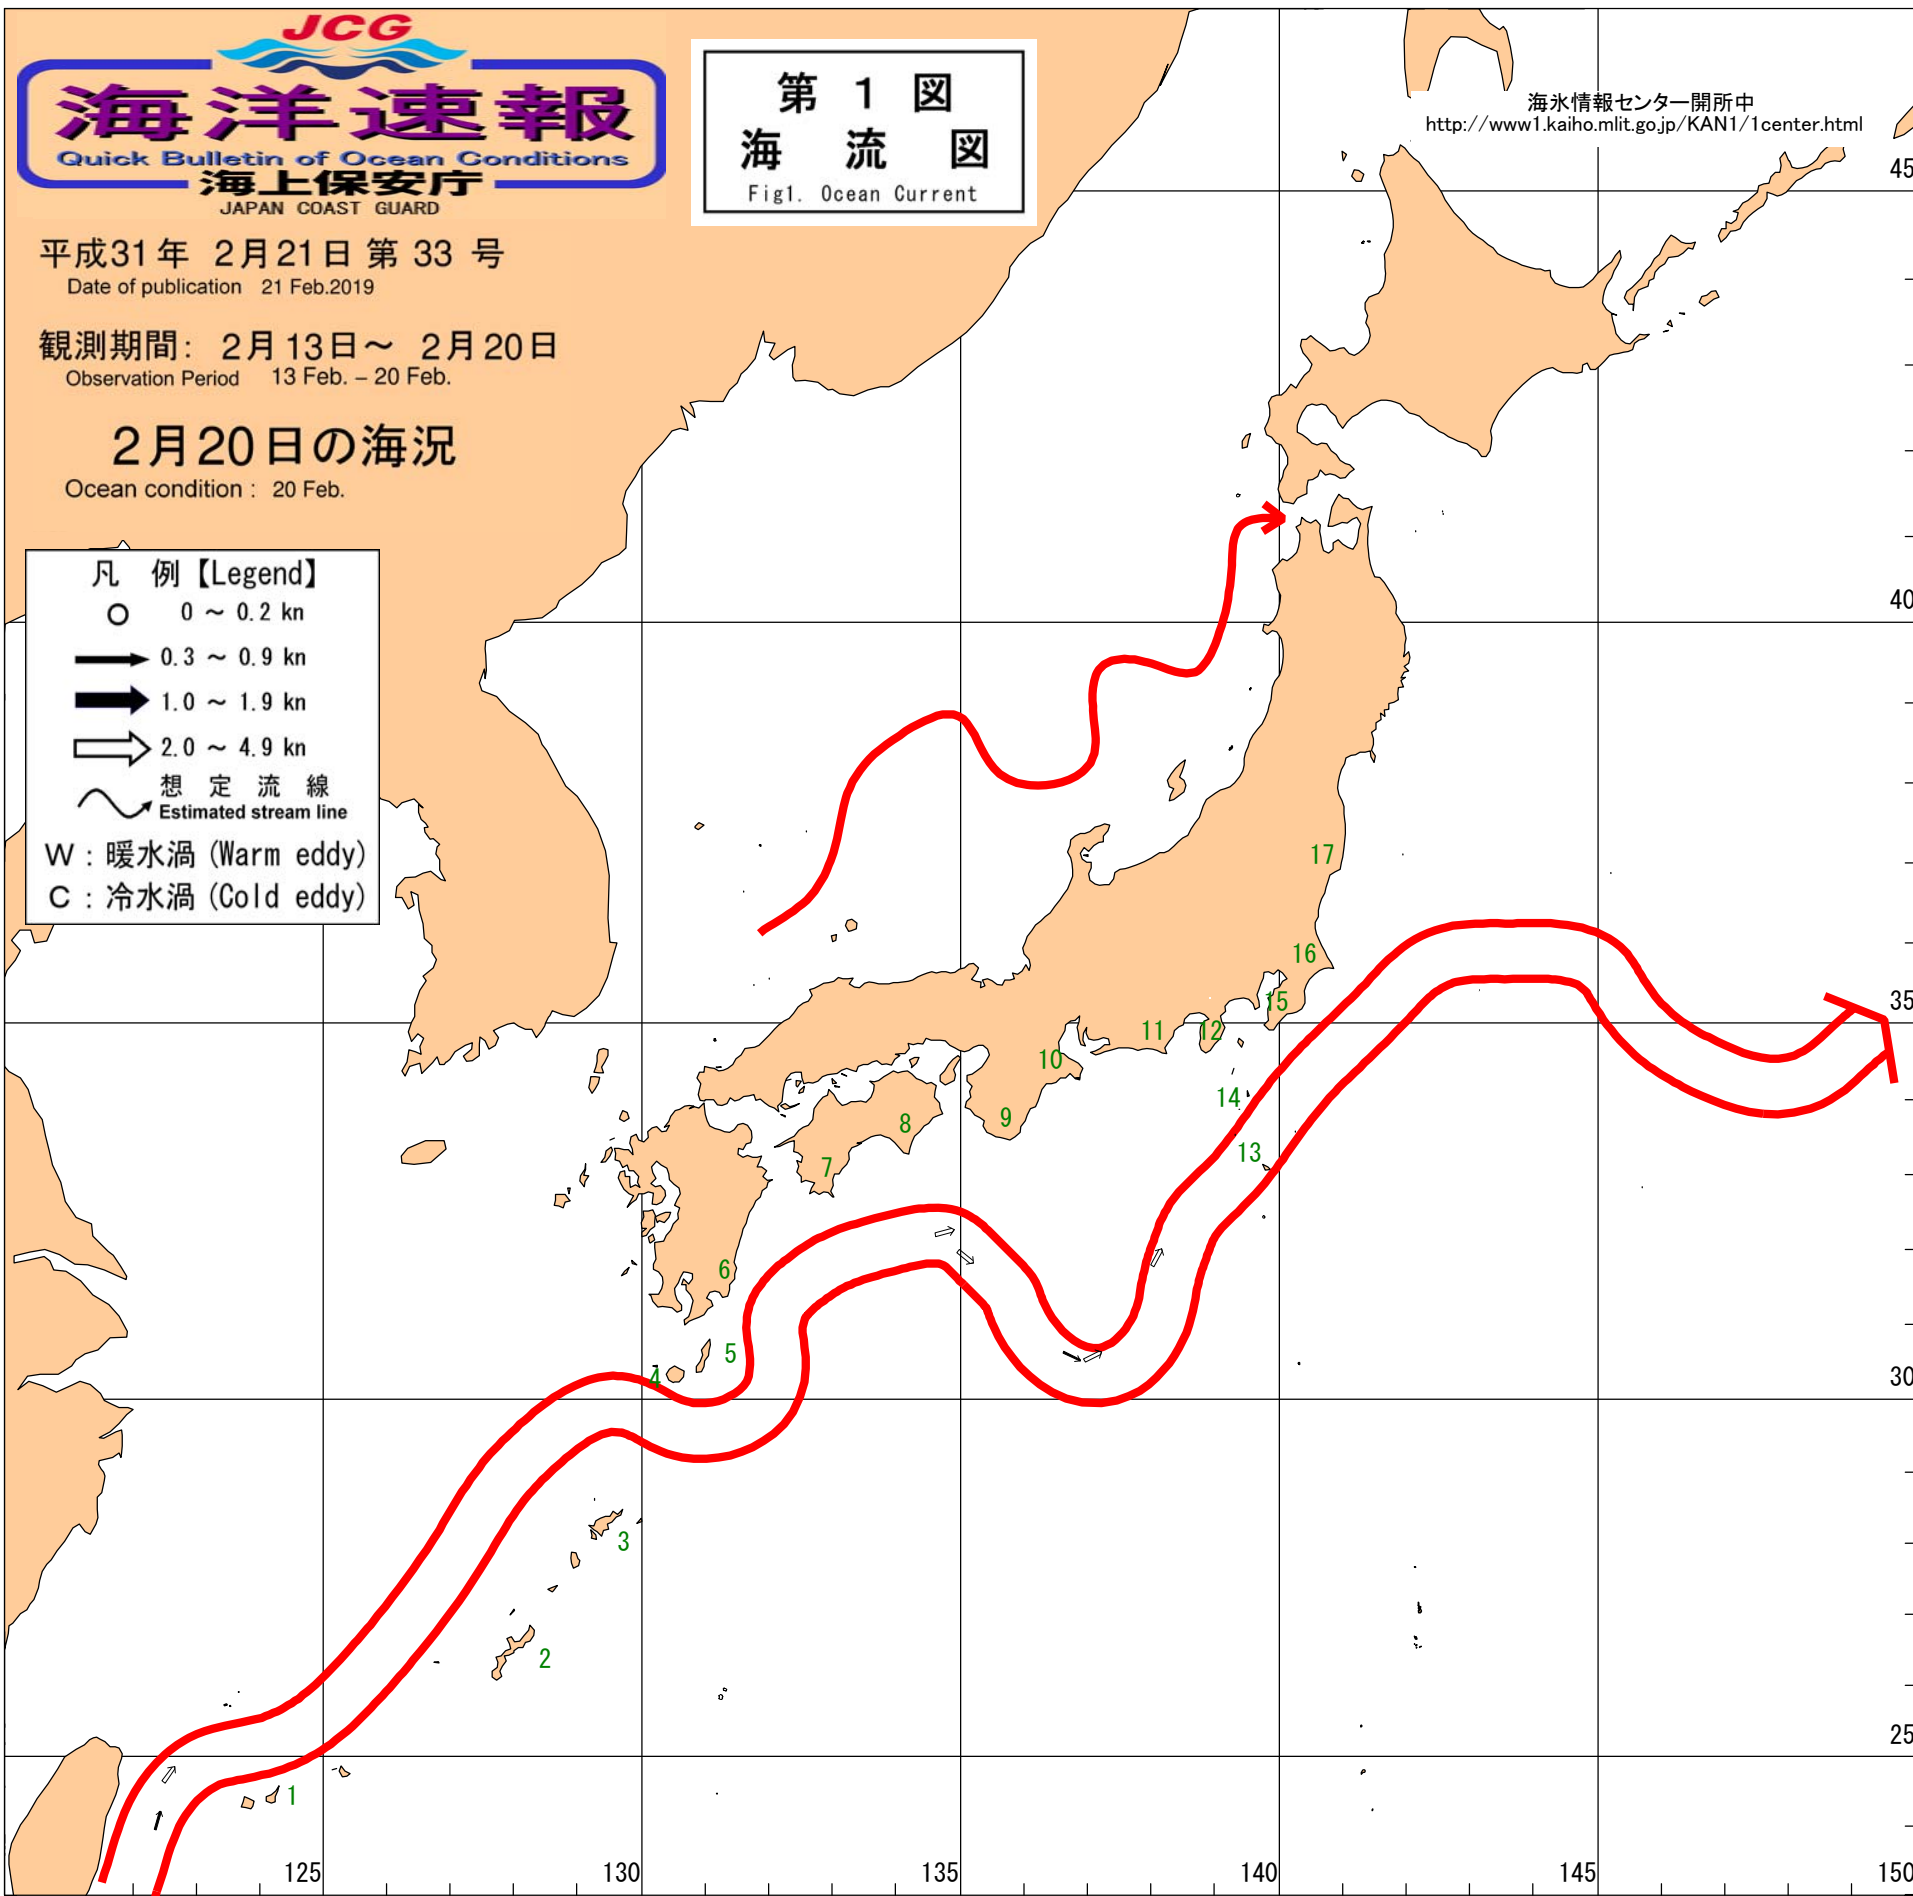 JCG
海洋速報
Quick Bulletin of Ocean Conditions
海上保安庁
JAPAN COAST GUARD
第 1 図
海 流 図
Fig1. Ocean Current
海氷情報センター開所中
http://www1.kaiho.mlit.go.jp/KAN1/1center.html
平成31年 2月21日 第 33 号
Date of publication 21 Feb.2019
観測期間: 2月13日~ 2月20日
Observation Period 13 Feb. – 20 Feb.
2月20日の海況
Ocean condition : 20 Feb.
凡 例【Legend】
0 ~ 0.2 kn
0.3 ~ 0.9 kn
1.0 ~ 1.9 kn
2.0 ~ 4.9 kn
想 定 流 線
Estimated stream line
W : 暖水渦 (Warm eddy)
C : 冷水渦 (Cold eddy)
45
40
17
16
35
15
11
12
10
14
9
8
13
7
6
5
4
30
3
2
25
1
125
130
135
140
145
150